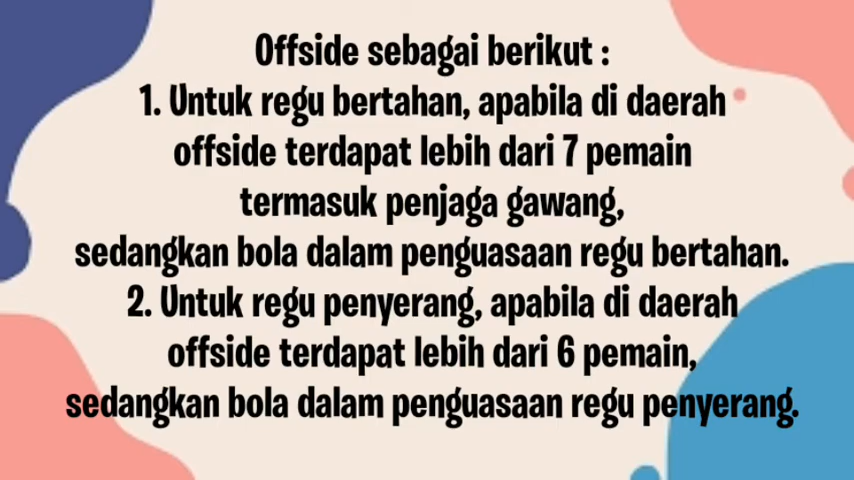 Offside sebagai berikut :
1. Untuk regu bertahan, apabila di daerah
offside terdapat lebih dari 7 pemain
termasuk penjaga gawang,
sedangkan bola dalam penguasaan regu bertahan.
2. Untuk regu penyerang, apabila di daerah
offside terdapat lebih dari 6 pemain,
sedangkan bola dalam penguasaan regu penyerang.